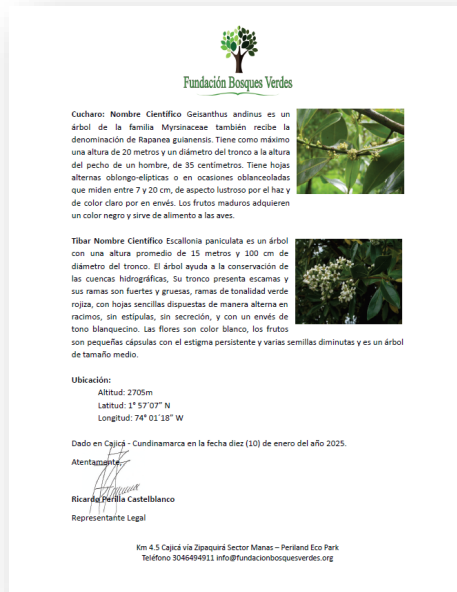 Fundación Bosques Verdes
Cucharo: Nombre Científico Geisanthus andinus es un
árbol de la familia Myrsinaceae también recibe la
denominación de Rapanea guianensis. Tiene como máximo
una altura de 20 metros y un diámetro del tronco a la altura
del pecho de un hombre, de 35 centímetros. Tiene hojas
alternas oblongo-elípticas o en ocasiones oblanceoladas
que miden entre 7 y 20 cm, de aspecto lustroso por el haz y
de color claro por en envés. Los frutos maduros adquieren
un color negro y sirve de alimento a las aves.
Tibar Nombre Científico Escallonia paniculata es un árbol
con una altura promedio de 15 metros y 100 cm de
diámetro del tronco. El árbol ayuda a la conservación de
las cuencas hidrográficas, Su tronco presenta escamas y
sus ramas son fuertes y gruesas, ramas de tonalidad verde
rojiza, con hojas sencillas dispuestas de manera alterna en
racimos, sin estípulas, sin secreción, y con un envés de
tono blanquecino. Las flores son color blanco, los frutos
son pequeñas cápsulas con el estigma persistente y varias semillas diminutas y es un árbol
de tamaño medio.
Ubicación:
Altitud: 2705m
Latitud: 1° 57´07” N
Longitud: 74° 01´18” W
Dado en Cajicá - Cundinamarca en la fecha diez (10) de enero del año 2025.
Atentamente,
Ricardo Perilla Castelblanco
Representante Legal
Km 4.5 Cajicá vía Zipaquirá Sector Manas – Periland Eco Park
Teléfono 3046494911 info@fundacionbosquesverdes.org